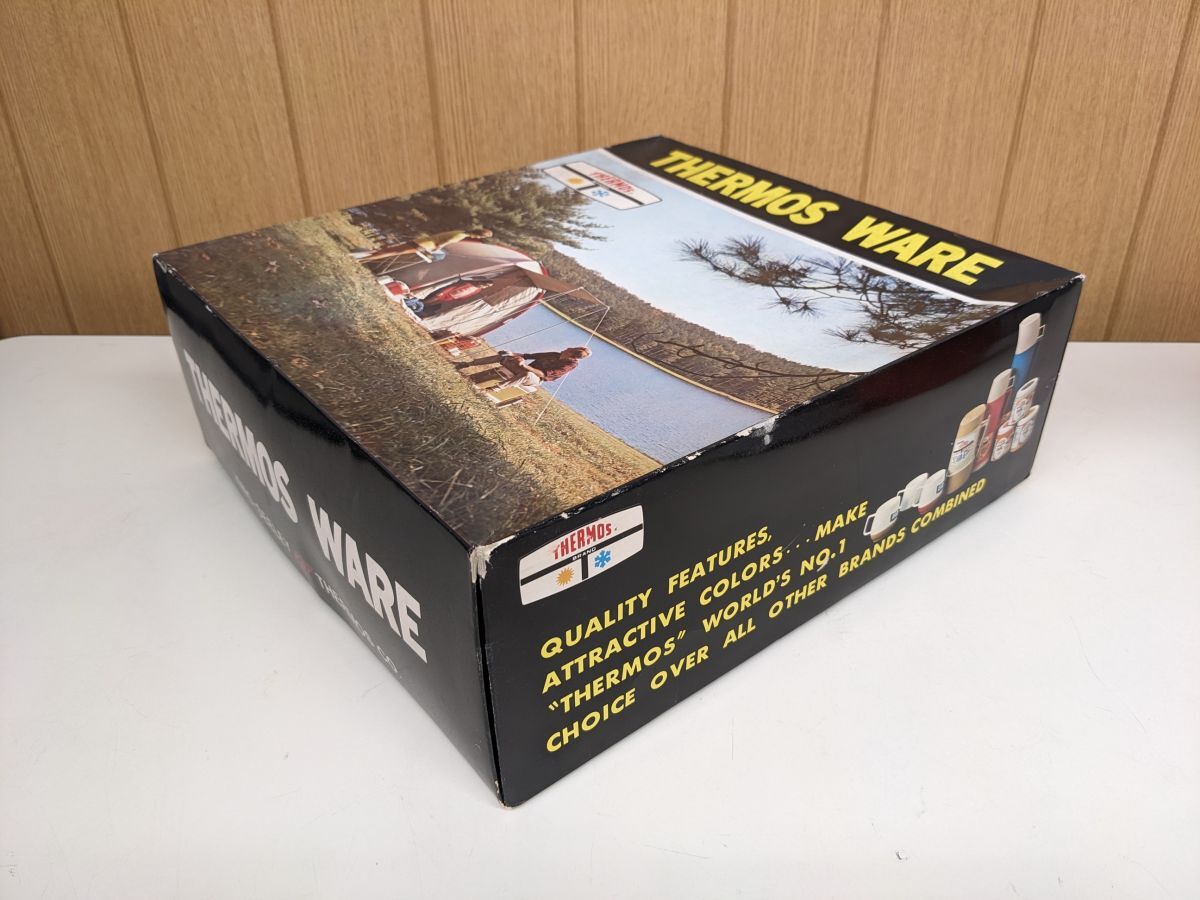 THERMOS
THERMOS WARE
THERMOS WARE
THERMOS
BRAND
QUALITY FEATURES,
ATTRACTIVE COLORS...MAKE
"THERMOS" WORLD'S NO.1
CHOICE OVER ALL OTHER BRANDS COMBINED